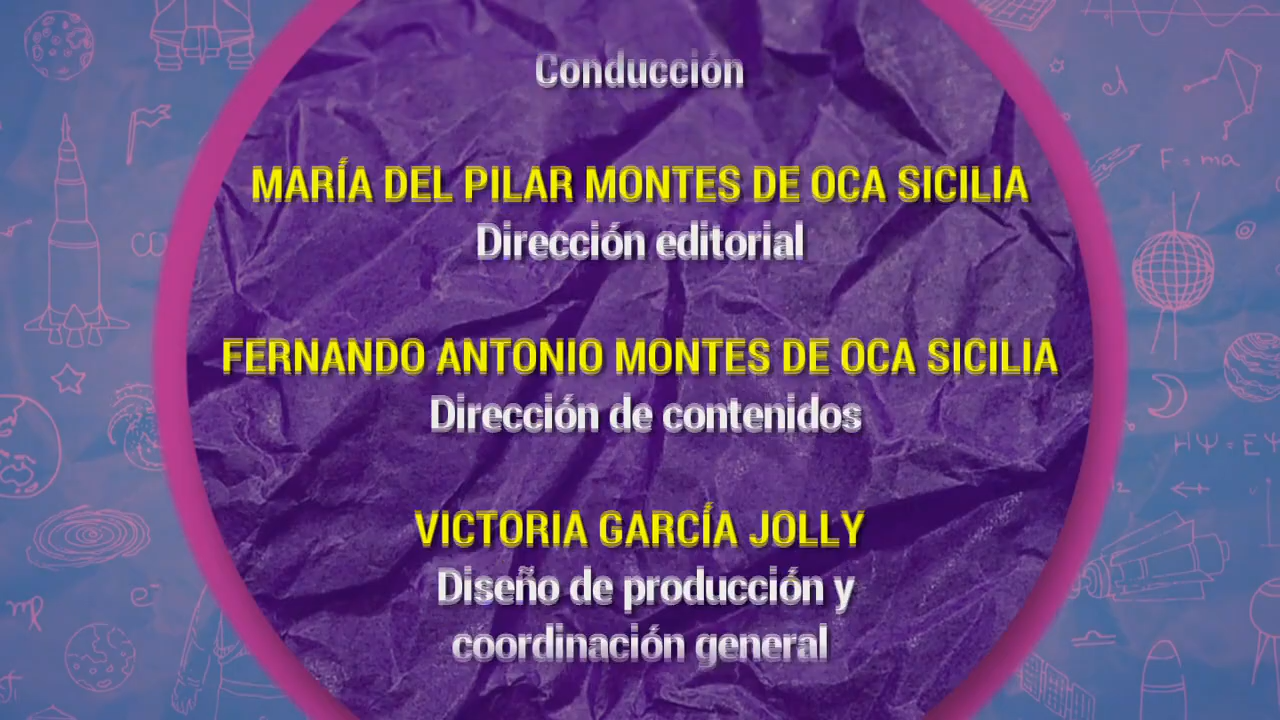 Conducción
MARÍA DEL PILAR MONTES DE OCA SICILIA
Dirección editorial
FERNANDO ANTONIO MONTES DE OCA SICILIA
Dirección de contenidos
VICTORIA GARCÍA JOLLY
Diseño de producción y
coordinación general
F = ma